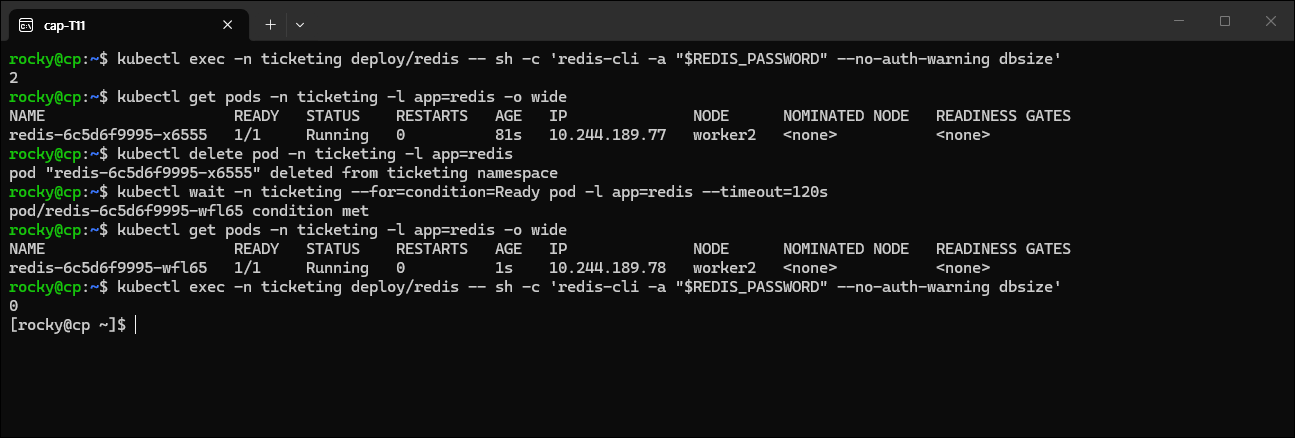 cap-T11
rocky@cp:~$ kubectl exec -n ticketing deploy/redis -- sh -c 'redis-cli -a "$REDIS_PASSWORD" --no-auth-warning dbsize'
2
rocky@cp:~$ kubectl get pods -n ticketing -l app=redis -o wide
NAME                     READY   STATUS    RESTARTS   AGE   IP              NODE      NOMINATED NODE   READINESS GATES
redis-6c5d6f9995-x6555   1/1     Running   0          81s   10.244.189.77   worker2   <none>           <none>
rocky@cp:~$ kubectl delete pod -n ticketing -l app=redis
pod "redis-6c5d6f9995-x6555" deleted from ticketing namespace
rocky@cp:~$ kubectl wait -n ticketing --for=condition=Ready pod -l app=redis --timeout=120s
pod/redis-6c5d6f9995-wfl65 condition met
rocky@cp:~$ kubectl get pods -n ticketing -l app=redis -o wide
NAME                     READY   STATUS    RESTARTS   AGE   IP              NODE      NOMINATED NODE   READINESS GATES
redis-6c5d6f9995-wfl65   1/1     Running   0          1s    10.244.189.78   worker2   <none>           <none>
rocky@cp:~$ kubectl exec -n ticketing deploy/redis -- sh -c 'redis-cli -a "$REDIS_PASSWORD" --no-auth-warning dbsize'
0
[rocky@cp ~]$